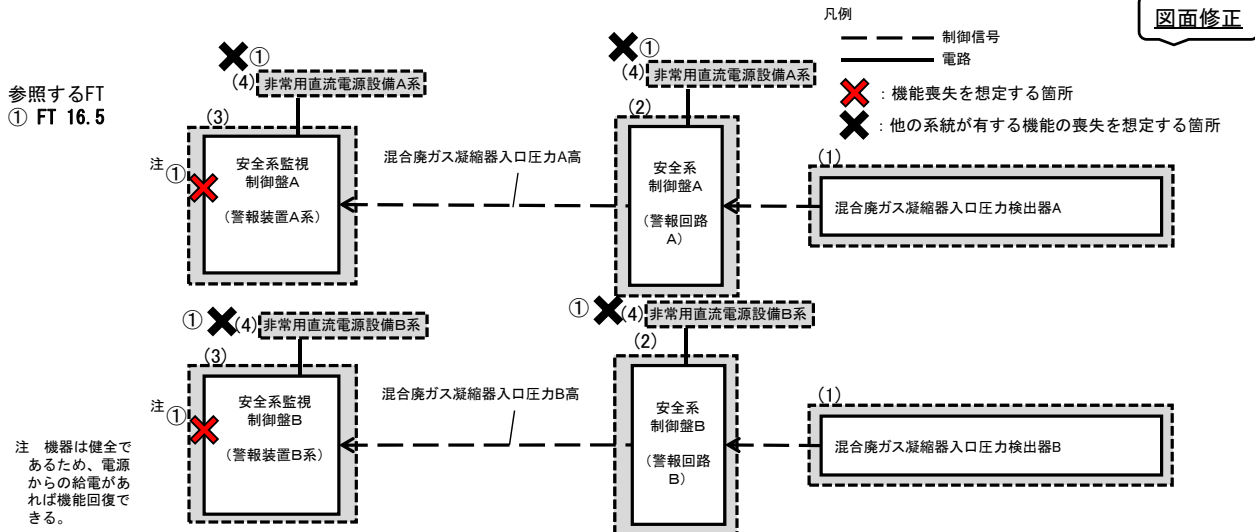 図面修正
凡例
制御信号
電路
：機能喪失を想定する箇所
：他の系統が有する機能の喪失を想定する箇所
参照するFT
① FT 16.5
①
(4) 非常用直流電源設備A系
(3)
注①
安全系監視
制御盤A
（警報装置A系）
混合廃ガス凝縮器入口圧力A高
①
(4) 非常用直流電源設備A系
(2)
安全系
制御盤A
（警報回路
A）
(1)
混合廃ガス凝縮器入口圧力検出器A
① (4) 非常用直流電源設備B系
(3)
注①
安全系監視
制御盤B
（警報装置B系）
混合廃ガス凝縮器入口圧力B高
① (4) 非常用直流電源設備B系
(2)
安全系
制御盤B
（警報回路
B）
(1)
混合廃ガス凝縮器入口圧力検出器B
注　機器は健全で
あるため、電源
からの給電があ
れば機能回復で
きる。